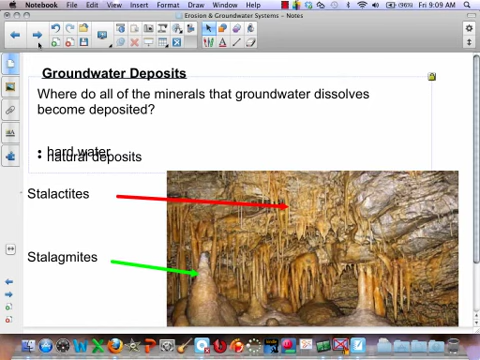 Notebook File Edit View Insert Format Draw Window Help
(96%) Fri 9:09 AM
Erosion & Groundwater Systems – Notes
Groundwater Deposits
Where do all of the minerals that groundwater dissolves
become deposited?
• hard water
• natural deposits
Stalactites
Stalagmites